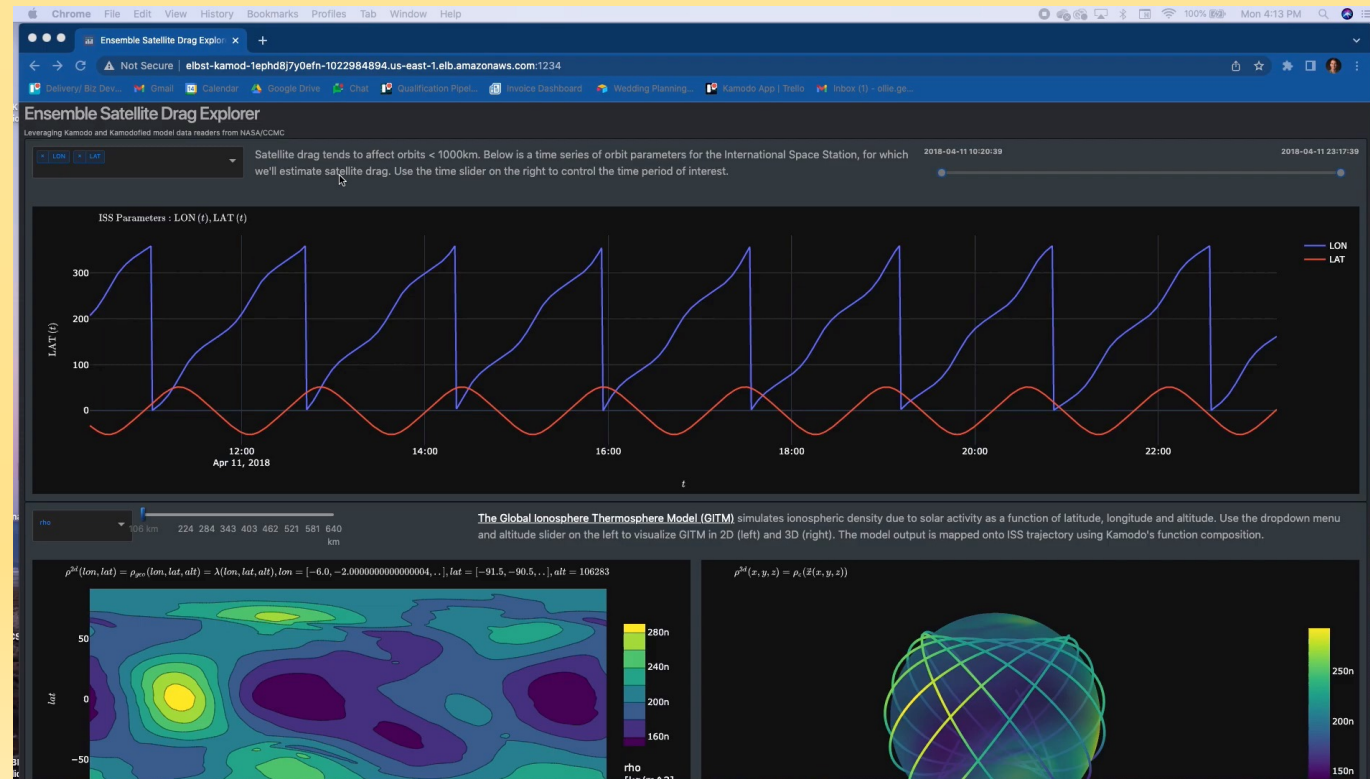 Chrome File Edit View History Bookmarks Profiles Tab Window Help 100% Mon 4:13 PM
Ensemble Satellite Drag Explor
Not Secure | elbst-kamod-1ephd8j7y0efn-1022984894.us-east-1.elb.amazonaws.com:1234
Delivery/ Biz Dev... Gmail Calendar Google Drive Chat Qualification Pipel... Invoice Dashboard Wedding Planning... Kamodo App | Trello Inbox (1) - ollie.ge...
Ensemble Satellite Drag Explorer
Leveraging Kamodo and Kamodofied model data readers from NASA/CCMC
× LON × LAT
Satellite drag tends to affect orbits < 1000km. Below is a time series of orbit parameters for the International Space Station, for which
we'll estimate satellite drag. Use the time slider on the right to control the time period of interest.
2018-04-11 10:20:39 2018-04-11 23:17:39
ISS Parameters : LON (t), LAT (t)
LON
LAT
300
200
100
0
LAT (t)
12:00 14:00 16:00 18:00 20:00 22:00
Apr 11, 2018
t
rho
106 km 224 284 343 403 462 521 581 640
km
The Global Ionosphere Thermosphere Model (GITM) simulates ionospheric density due to solar activity as a function of latitude, longitude and altitude. Use the dropdown menu
and altitude slider on the left to visualize GITM in 2D (left) and 3D (right). The model output is mapped onto ISS trajectory using Kamodo's function composition.
ρ²ᵈ(lon, lat) = ρgeo(lon, lat, alt) = λ(lon, lat, alt), lon = [−6.0, −2.0000000000000004, . . ], lat = [−91.5, −90.5, . . ], alt = 106283
50
0
−50
lat
280n
240n
200n
160n
rho
[kg/m^3]
ρ³ᵈ(x, y, z) = ρc(x⃗(x, y, z))
250n
200n
150n